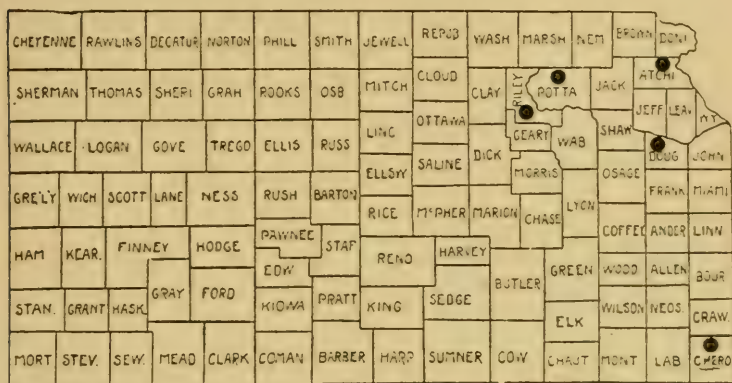 CHEYENNE RAWLINS DECATUR NORTON PHILL SMITH JEWELL REPUB WASH MARSH NEM BROWN DONI
SHERMAN THOMAS SHERI GRAH ROOKS OSB MITCH CLOUD CLAY RILEY POTTA JACK ATCHI
JEFF LEAV WY
WALLACE LOGAN GOVE TREGO ELLIS RUSS LINC OTTAWA DICK GEARY WAB SHAW DOUG JOHN
SALINE MORRIS OSAGE
ELLSW
GRE'LY WICH SCOTT LANE NESS RUSH BARTON RICE McPHER MARION CHASE LYON FRANK MIAMI
HAM KEAR. FINNEY HODGE PAWNEE STAF RENO HARVEY COFFEE ANDER LINN
EDW
GRAY FORD BUTLER GREEN WOOD ALLEN BOUR
STAN. GRANT HASK. KIOWA PRATT KING SEDGE WILSON NEOS. CRAW.
ELK
MORT STEV. SEW. MEAD CLARK COMAN BARBER HARP SUMNER COW CHAUT MONT LAB CHERO